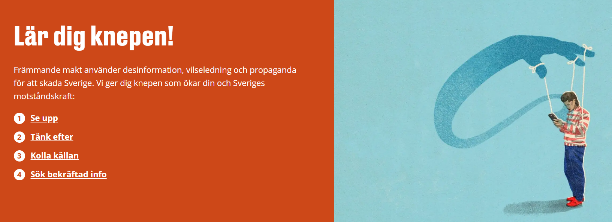 Lär dig knepen!
Främmande makt använder desinformation, vilseledning och propaganda
för att skada Sverige. Vi ger dig knepen som ökar din och Sveriges
motståndskraft:
1 Se upp
2 Tänk efter
3 Kolla källan
4 Sök bekräftad info